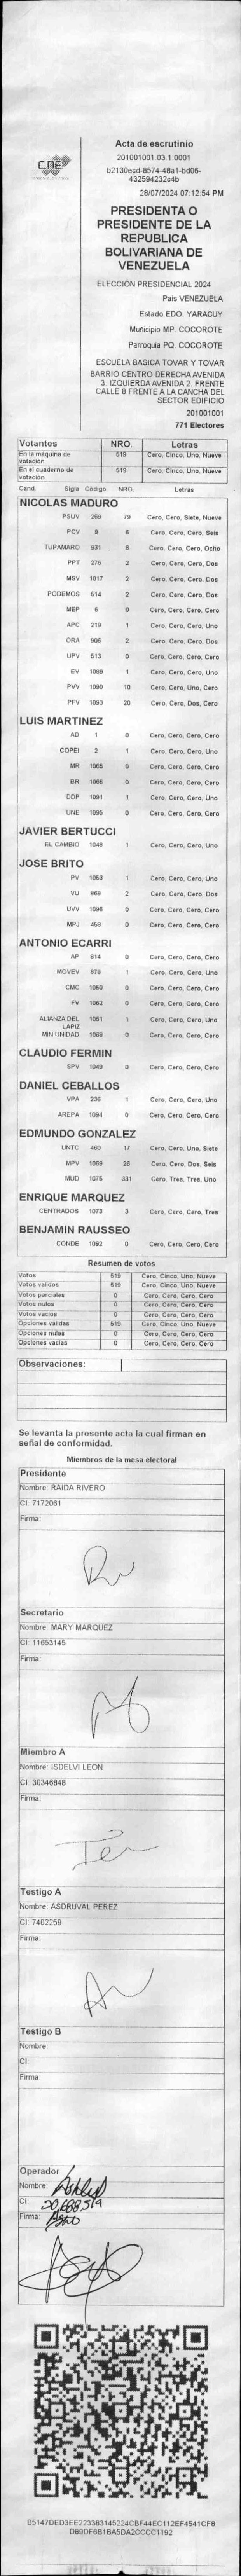 CNE
Acta de escrutinio
201001001.03.1.0001
b2130ecd-8574-48a1-bd06-
432594232c4b
28/07/2024 07:12:54 PM
PRESIDENTA O
PRESIDENTE DE LA
REPUBLICA
BOLIVARIANA DE
VENEZUELA
ELECCIÓN PRESIDENCIAL 2024
Pais VENEZUELA
Estado EDO. YARACUY
Municipio MP. COCOROTE
Parroquia PQ. COCOROTE
ESCUELA BASICA TOVAR Y TOVAR
BARRIO CENTRO DERECHA AVENIDA
3. IZQUIERDA AVENIDA 2. FRENTE
CALLE 8 FRENTE A LA CANCHA DEL
SECTOR EDIFICIO
201001001
771 Electores
Votantes NRO. Letras
En la maquina de votación 519 Cero, Cinco, Uno, Nueve
En el cuaderno de votación 519 Cero, Cinco, Uno, Nueve
Cand. Sigla Codigo NRO. Letras
NICOLAS MADURO
PSUV 269 79 Cero, Cero, Siete, Nueve
PCV 9 6 Cero, Cero, Cero, Seis
TUPAMARO 931 8 Cero, Cero, Cero, Ocho
PPT 275 2 Cero, Cero, Cero, Dos
MSV 1017 2 Cero, Cero, Cero, Dos
PODEMOS 514 2 Cero, Cero, Cero, Dos
MEP 6 0 Cero, Cero, Cero, Cero
APC 219 1 Cero, Cero, Cero, Uno
ORA 906 2 Cero, Cero, Cero, Dos
UPV 513 0 Cero, Cero, Cero, Cero
EV 1089 1 Cero, Cero, Cero, Uno
PVV 1090 10 Cero, Cero, Uno, Cero
PFV 1093 20 Cero, Cero, Dos, Cero
LUIS MARTINEZ
AD 1 0 Cero, Cero, Cero, Cero
COPEI 2 1 Cero, Cero, Cero, Uno
MR 1065 0 Cero, Cero, Cero, Cero
BR 1066 0 Cero, Cero, Cero, Cero
DDP 1091 1 Cero, Cero, Cero, Uno
UNE 1095 0 Cero, Cero, Cero, Cero
JAVIER BERTUCCI
EL CAMBIO 1048 1 Cero, Cero, Cero, Uno
JOSE BRITO
PV 1053 1 Cero, Cero, Cero, Uno
VU 868 2 Cero, Cero, Cero, Dos
UVV 1096 0 Cero, Cero, Cero, Cero
MPJ 458 0 Cero, Cero, Cero, Cero
ANTONIO ECARRI
AP 814 0 Cero, Cero, Cero, Cero
MOVEV 979 1 Cero, Cero, Cero, Uno
CMC 1050 0 Cero, Cero, Cero, Cero
FV 1062 0 Cero, Cero, Cero, Cero
ALIANZA DEL LAPIZ 1051 1 Cero, Cero, Cero, Uno
MIN UNIDAD 1068 0 Cero, Cero, Cero, Cero
CLAUDIO FERMIN
SPV 1049 0 Cero, Cero, Cero, Cero
DANIEL CEBALLOS
VPA 238 1 Cero, Cero, Cero, Uno
AREPA 1094 0 Cero, Cero, Cero, Cero
EDMUNDO GONZALEZ
UNTC 460 17 Cero, Cero, Uno, Siete
MPV 1069 26 Cero, Cero, Dos, Seis
MUD 1075 331 Cero, Tres, Tres, Uno
ENRIQUE MARQUEZ
CENTRADOS 1073 3 Cero, Cero, Cero, Tres
BENJAMIN RAUSSEO
CONDE 1092 0 Cero, Cero, Cero, Cero
Resumen de votos
Votos 519 Cero, Cinco, Uno, Nueve
Votos validos 519 Cero, Cinco, Uno, Nueve
Votos parciales 0 Cero, Cero, Cero, Cero
Votos nulos 0 Cero, Cero, Cero, Cero
Votos vacios 0 Cero, Cero, Cero, Cero
Opciones validas 519 Cero, Cinco, Uno, Nueve
Opciones nulas 0 Cero, Cero, Cero, Cero
Opciones vacias 0 Cero, Cero, Cero, Cero
Observaciones:
Se levanta la presente acta la cual firman en
señal de conformidad.
Miembros de la mesa electoral
Presidente
Nombre: RAIDA RIVERO
CI: 7172061
Firma:
Secretario
Nombre: MARY MARQUEZ
CI: 11653145
Firma:
Miembro A
Nombre: ISDELVI LEON
CI: 30346848
Firma:
Testigo A
Nombre: ASDRUVAL PEREZ
CI: 7402259
Firma:
Testigo B
Nombre:
CI:
Firma:
Operador
Nombre:
CI: 20688519
Firma:
B5147DED3EE2233B3145224CBF44EC112EF4541CF8
D89DF6B1BA5DA2CCCC1192